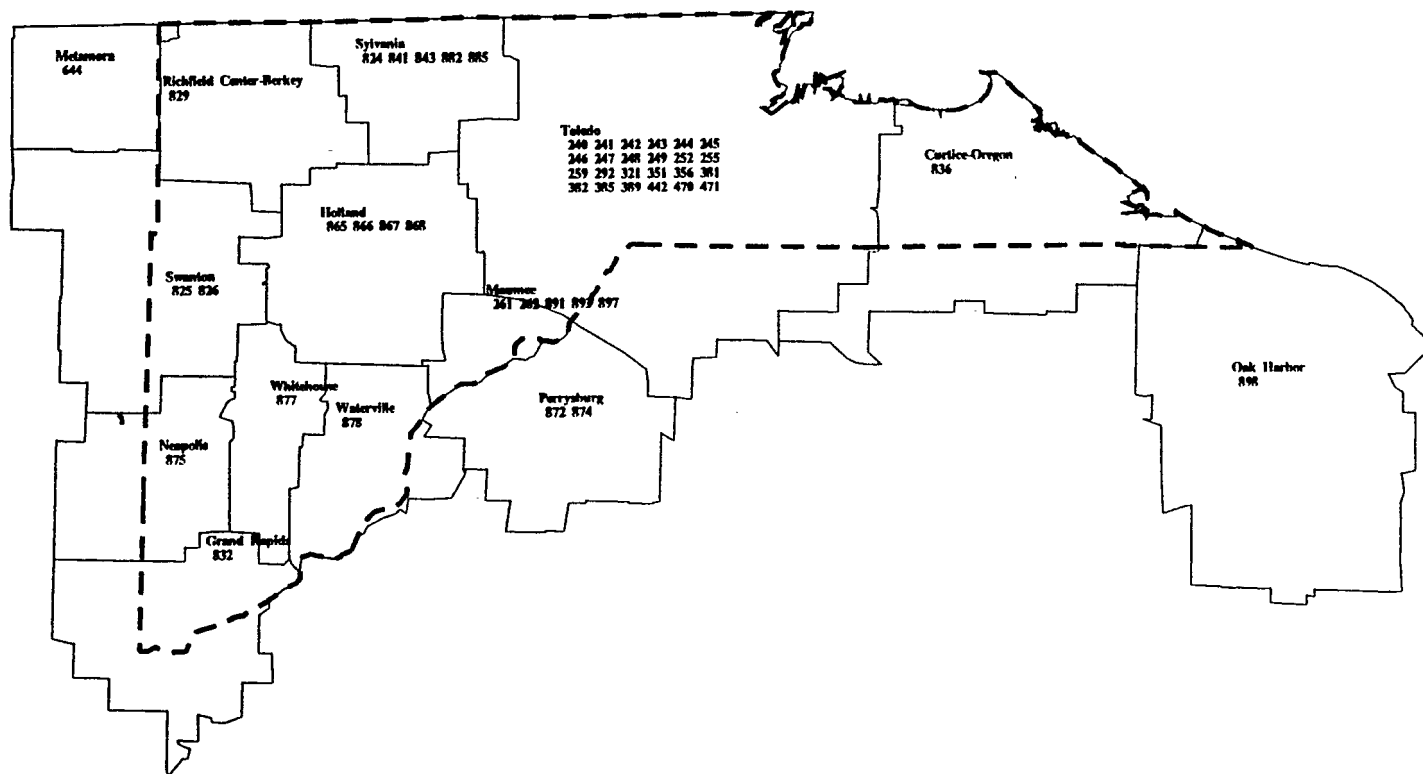 Metamora
644
Richfield Center-Berkey
829
Sylvania
824 841 843 882 885
Toledo
240 241 242 243 244 245
246 247 248 249 252 255
259 292 321 351 356 381
382 385 389 442 470 471
Curtice-Oregon
836
Holland
865 866 867 868
Swanton
825 826
Maumee
261 891 897
Whitehouse
877
Waterville
878
Perrysburg
872 874
Oak Harbor
898
Neapolis
875
Grand Rapids
832